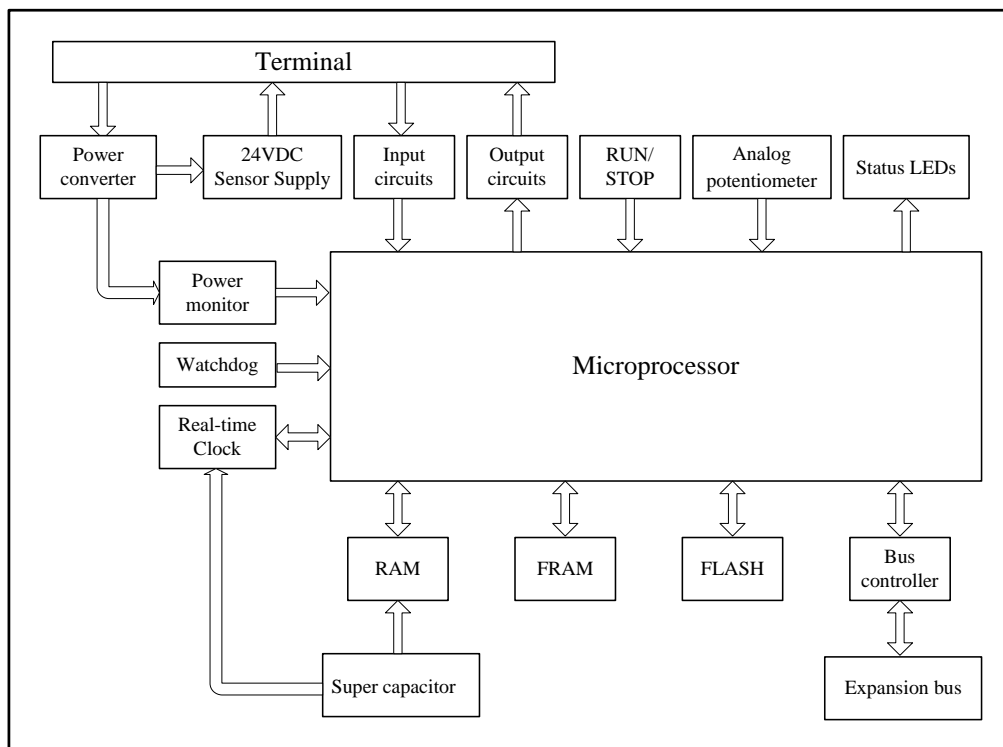 Terminal
Power
converter
24VDC
Sensor Supply
Input
circuits
Output
circuits
RUN/
STOP
Analog
potentiometer
Status LEDs
Power
monitor
Watchdog
Real-time
Clock
Microprocessor
RAM
FRAM
FLASH
Bus
controller
Super capacitor
Expansion bus